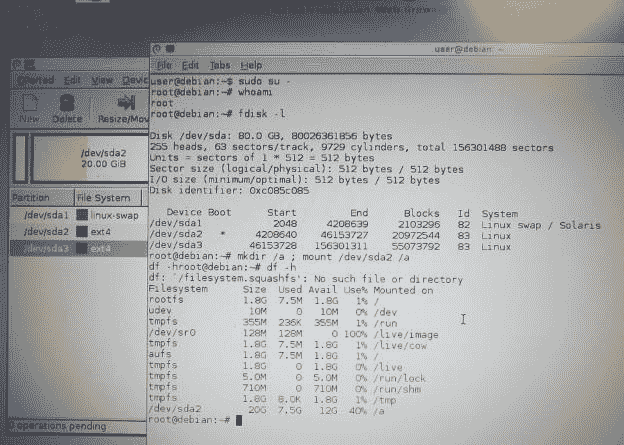 user@debian: ~
GParted Edit View Devic
File Edit Tabs Help
New Delete Resize/Mov
/dev/sda2
20.00 GiB
Partition File System
/dev/sda1 linux-swap
/dev/sda2 ext4
/dev/sda3 ext4
0 operations pending
user@debian:~$ sudo su -
root@debian:~# whoami
root
root@debian:~# fdisk -l
Disk /dev/sda: 80.0 GB, 80026361856 bytes
255 heads, 63 sectors/track, 9729 cylinders, total 156301488 sectors
Units = sectors of 1 * 512 = 512 bytes
Sector size (logical/physical): 512 bytes / 512 bytes
I/O size (minimum/optimal): 512 bytes / 512 bytes
Disk identifier: 0xc085c085
Device Boot Start End Blocks Id System
/dev/sda1 2048 4208639 2103296 82 Linux swap / Solaris
/dev/sda2 * 4208640 46153727 20972544 83 Linux
/dev/sda3 46153728 156301311 55073792 83 Linux
root@debian:~# mkdir /a ; mount /dev/sda2 /a
df -hroot@debian:~# df -h
df: `/filesystem.squashfs': No such file or directory
Filesystem Size Used Avail Use% Mounted on
rootfs 1.8G 7.5M 1.8G 1% /
udev 10M 0 10M 0% /dev
tmpfs 355M 236K 355M 1% /run
/dev/sr0 128M 128M 0 100% /live/image
tmpfs 1.8G 7.5M 1.8G 1% /live/cow
aufs 1.8G 7.5M 1.8G 1% /
tmpfs 1.8G 0 1.8G 0% /live
tmpfs 5.0M 0 5.0M 0% /run/lock
tmpfs 710M 0 710M 0% /run/shm
tmpfs 1.8G 8.0K 1.8G 1% /tmp
/dev/sda2 20G 7.5G 12G 40% /a
root@debian:~#